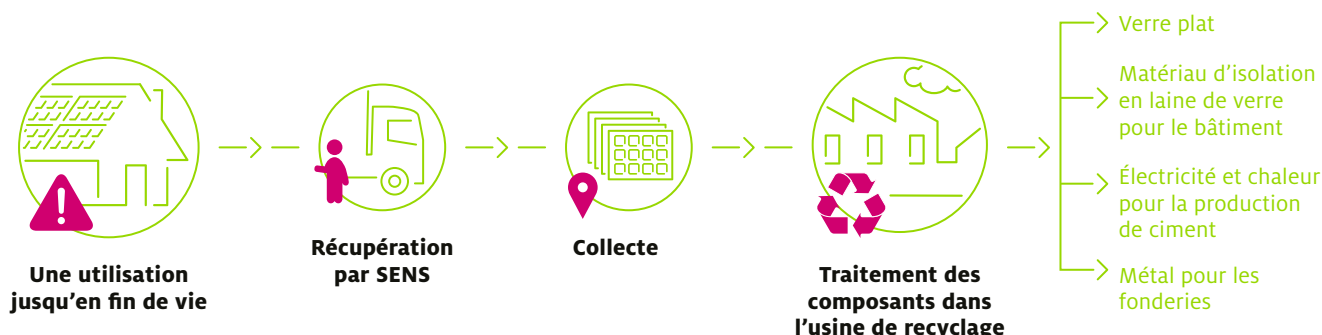 Une utilisation
jusqu’en fin de vie
Récupération
par SENS
Collecte
Traitement des
composants dans
l’usine de recyclage
Verre plat
Matériau d’isolation
en laine de verre
pour le bâtiment
Électricité et chaleur
pour la production
de ciment
Métal pour les
fonderies